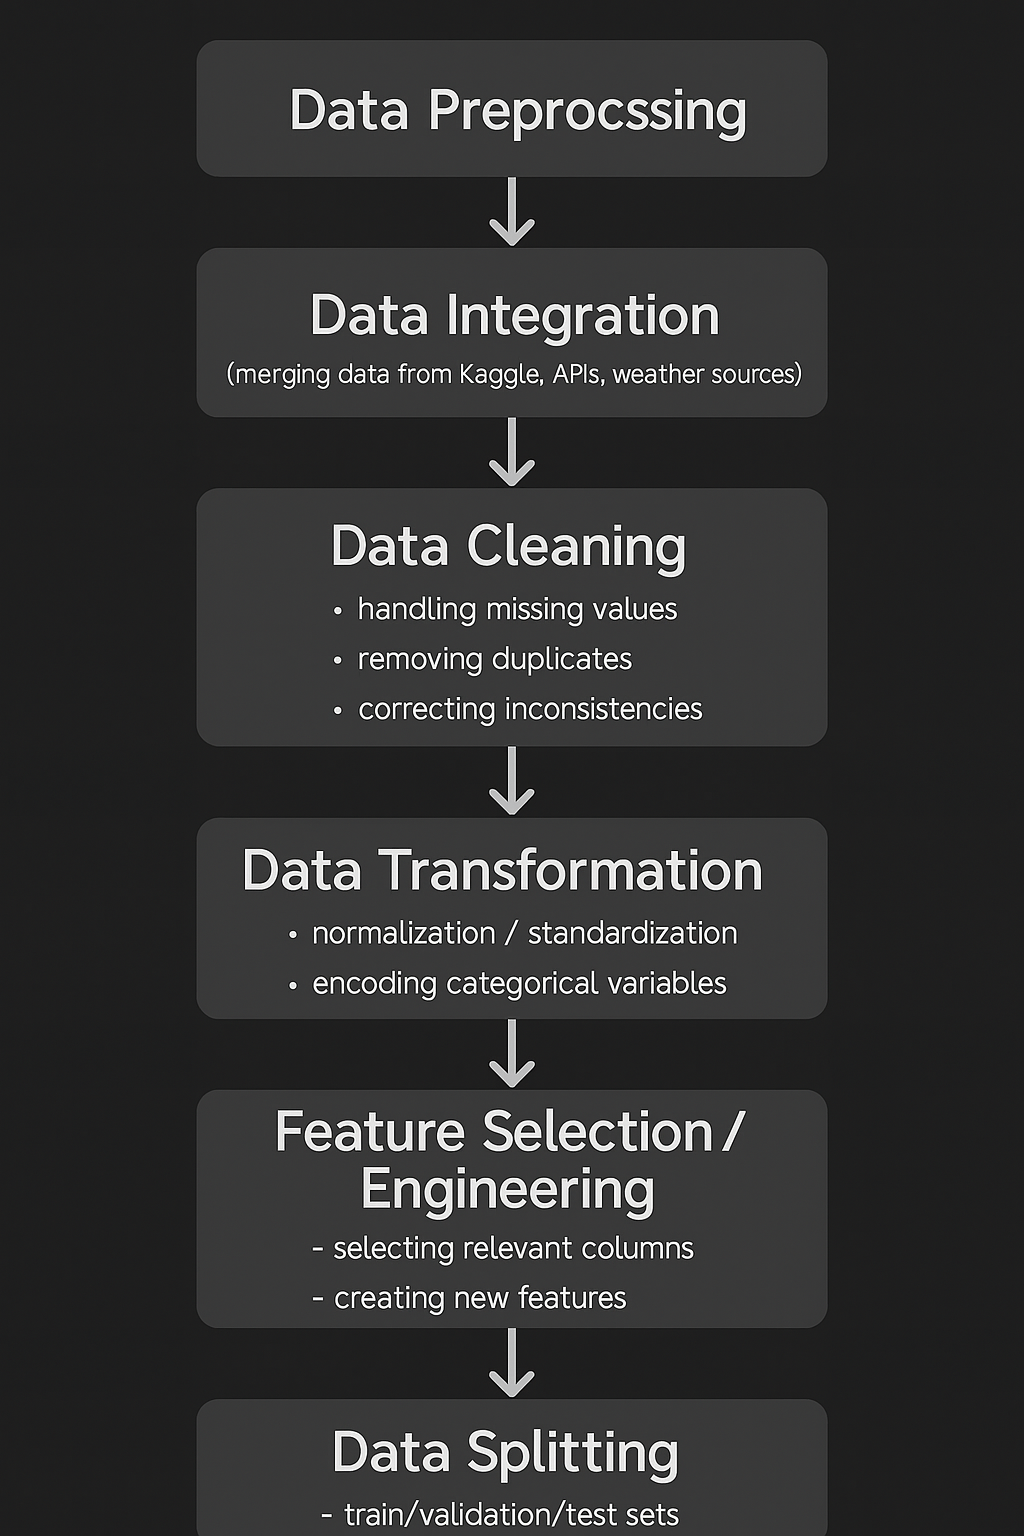 Data Preprocssing
Data Integration
(merging data from Kaggle, APIs, weather sources)
Data Cleaning
• handling missing values
• removing duplicates
• correcting inconsistencies
Data Transformation
• normalization / standardization
• encoding categorical variables
Feature Selection /
Engineering
- selecting relevant columns
- creating new features
Data Splitting
- train/validation/test sets